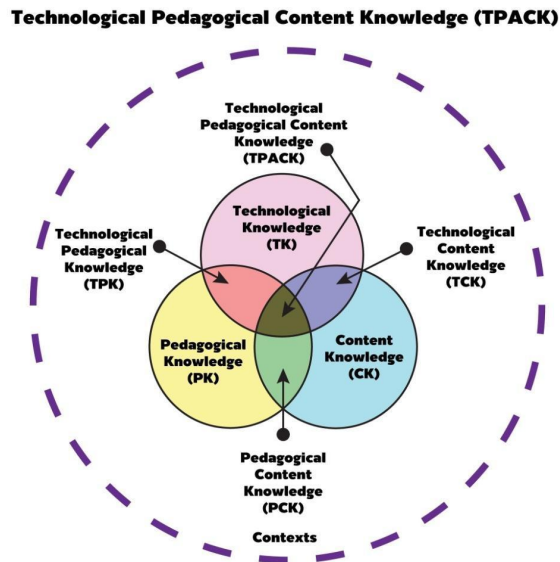 Technological Pedagogical Content Knowledge (TPACK)
Technological
Pedagogical Content
Knowledge
(TPACK)
Technological
Knowledge
(TK)
Technological
Pedagogical
Knowledge
(TPK)
Technological
Content
Knowledge
(TCK)
Pedagogical
Knowledge
(PK)
Content
Knowledge
(CK)
Pedagogical
Content
Knowledge
(PCK)
Contexts